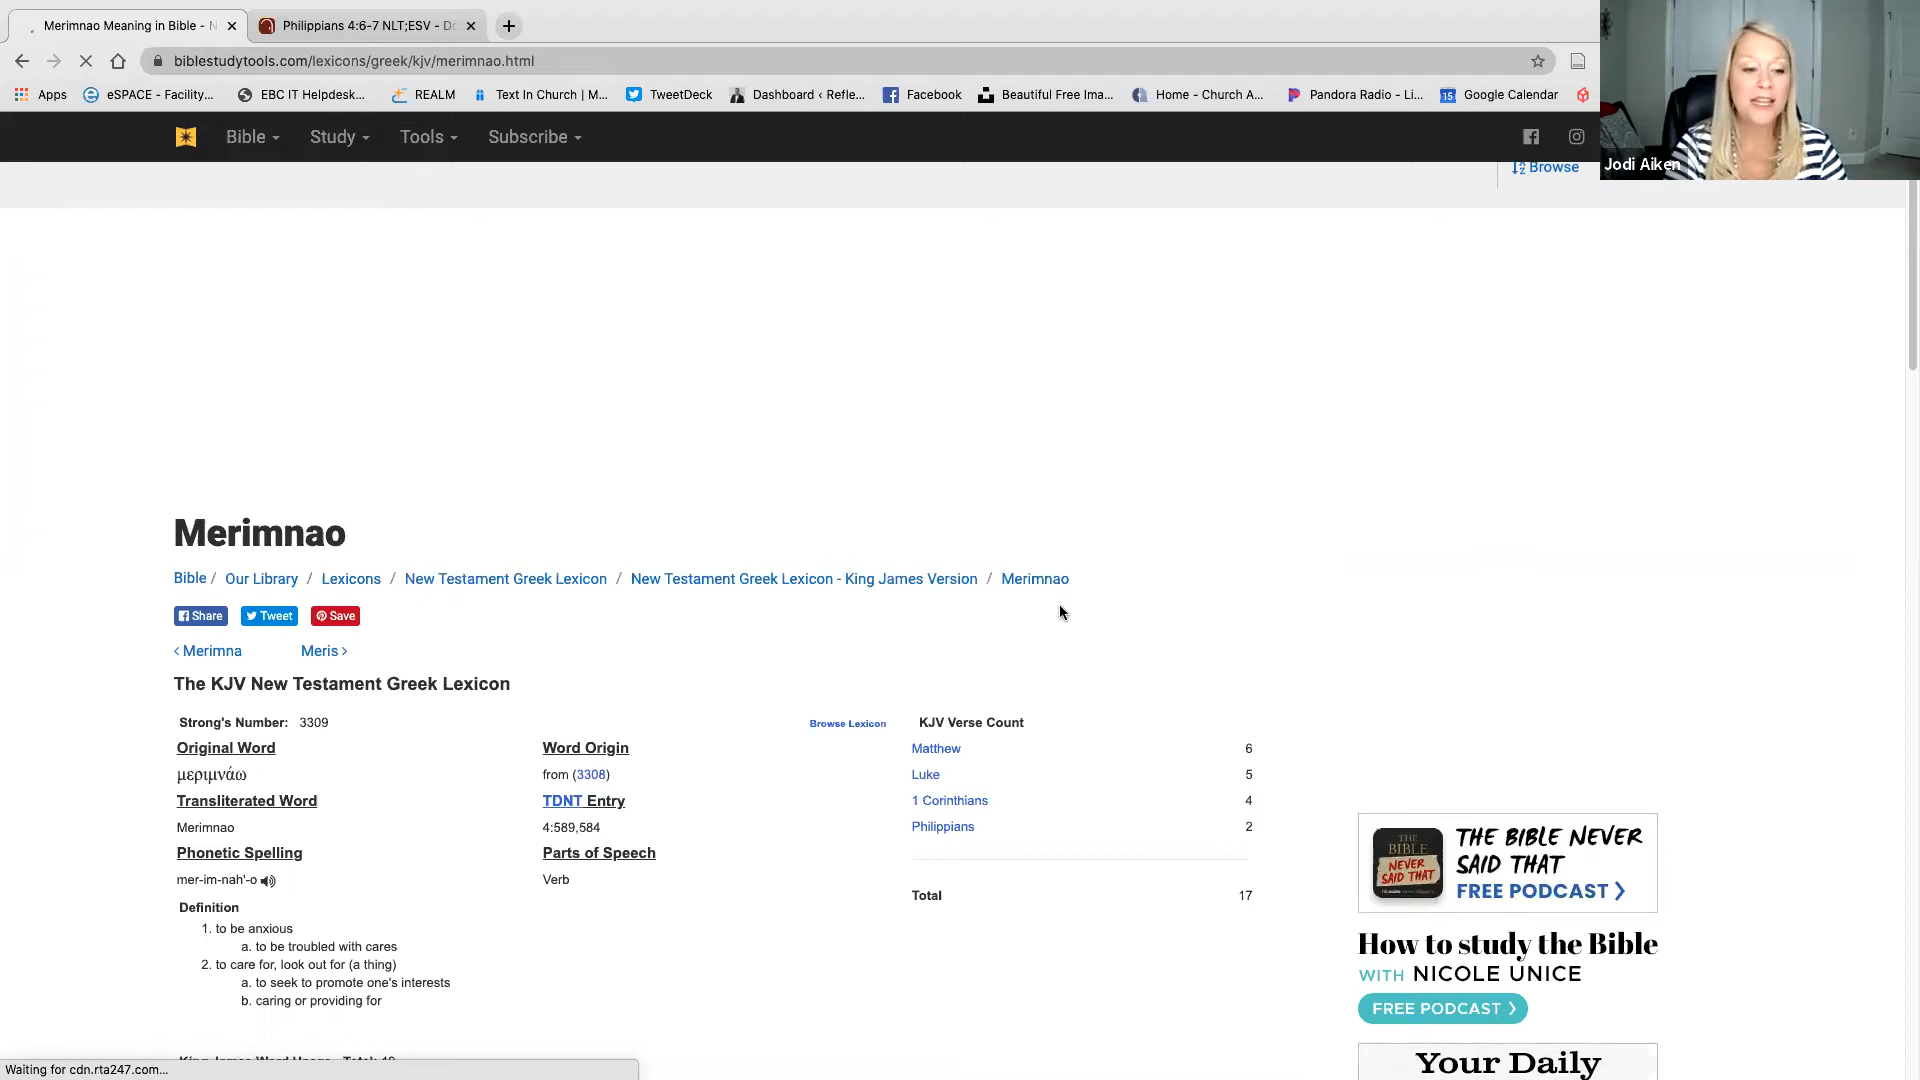 Merimnao Meaning in Bible - N
Philippians 4:6-7 NLT;ESV - Do
biblestudytools.com/lexicons/greek/kjv/merimnao.html
Apps eSPACE - Facility... EBC IT Helpdesk... REALM Text In Church | M... TweetDeck Dashboard ‹ Refle... Facebook Beautiful Free Ima... Home - Church A... Pandora Radio - Li... 15 Google Calendar
Jodi Aiken
Bible Study Tools Subscribe
Browse
Merimnao
Bible / Our Library / Lexicons / New Testament Greek Lexicon / New Testament Greek Lexicon - King James Version / Merimnao
Share Tweet Save
‹ Merimna Meris ›
The KJV New Testament Greek Lexicon
Strong's Number: 3309 Browse Lexicon
Original Word Word Origin
μεριμνάω from (3308)
Transliterated Word TDNT Entry
Merimnao 4:589,584
Phonetic Spelling Parts of Speech
mer-im-nah'-o Verb
Definition
1. to be anxious
a. to be troubled with cares
2. to care for, look out for (a thing)
a. to seek to promote one's interests
b. caring or providing for
KJV Verse Count
Matthew 6
Luke 5
1 Corinthians 4
Philippians 2
Total 17
THE BIBLE NEVER SAID THAT
THE BIBLE NEVER
SAID THAT
FREE PODCAST ❯
How to study the Bible
WITH NICOLE UNICE
FREE PODCAST ❯
Your Daily
Waiting for cdn.rta247.com...